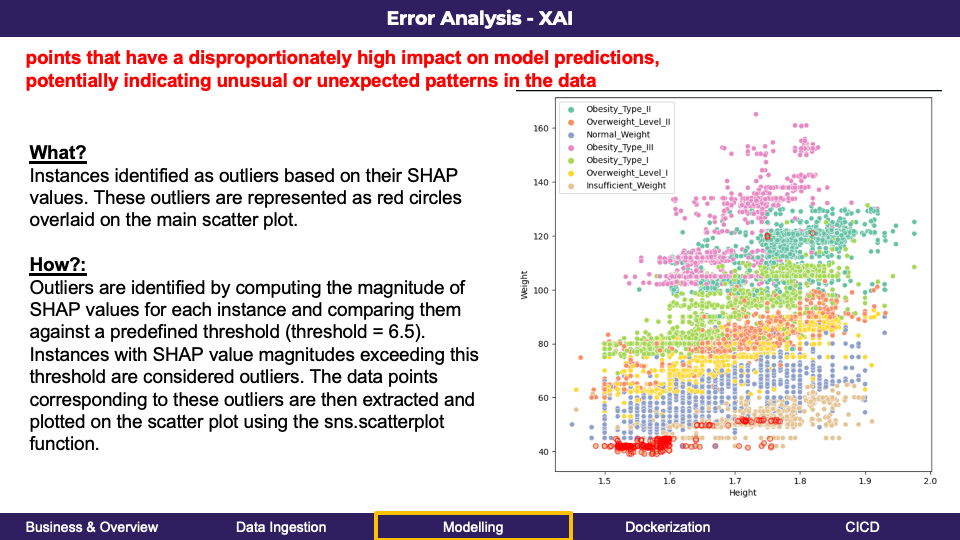 Error Analysis - XAI
points that have a disproportionately high impact on model predictions,
potentially indicating unusual or unexpected patterns in the data
What?
Instances identified as outliers based on their SHAP
values. These outliers are represented as red circles
overlaid on the main scatter plot.
How?:
Outliers are identified by computing the magnitude of
SHAP values for each instance and comparing them
against a predefined threshold (threshold = 6.5).
Instances with SHAP value magnitudes exceeding this
threshold are considered outliers. The data points
corresponding to these outliers are then extracted and
plotted on the scatter plot using the sns.scatterplot
function.
Obesity_Type_II
Overweight_Level_II
Normal_Weight
Obesity_Type_III
Obesity_Type_I
Overweight_Level_I
Insufficient_Weight
160
140
120
100
80
60
40
Weight
1.5 1.6 1.7 1.8 1.9 2.0
Height
Business & Overview Data Ingestion Modelling Dockerization CICD